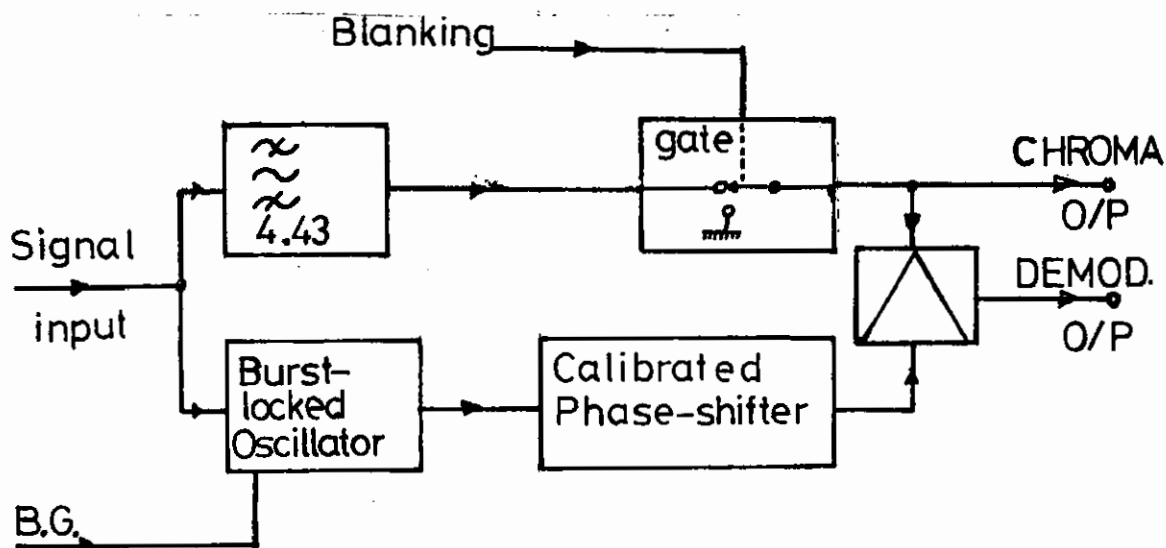 Blanking
gate
4.43
CHROMA
O/P
Signal
input
DEMOD.
O/P
Burst-
locked
Oscillator
Calibrated
Phase-shifter
B.G.